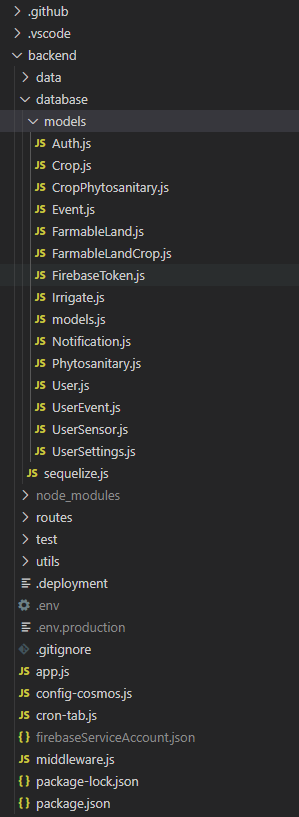 .github
.vscode
backend
data
database
models
JS Auth.js
JS Crop.js
JS CropPhytosanitary.js
JS Event.js
JS FarmableLand.js
JS FarmableLandCrop.js
JS FirebaseToken.js
JS Irrigate.js
JS models.js
JS Notification.js
JS Phytosanitary.js
JS User.js
JS UserEvent.js
JS UserSensor.js
JS UserSettings.js
JS sequelize.js
node_modules
routes
test
utils
.deployment
.env
.env.production
.gitignore
JS app.js
JS config-cosmos.js
JS cron-tab.js
{} firebaseServiceAccount.json
JS middleware.js
{} package-lock.json
{} package.json